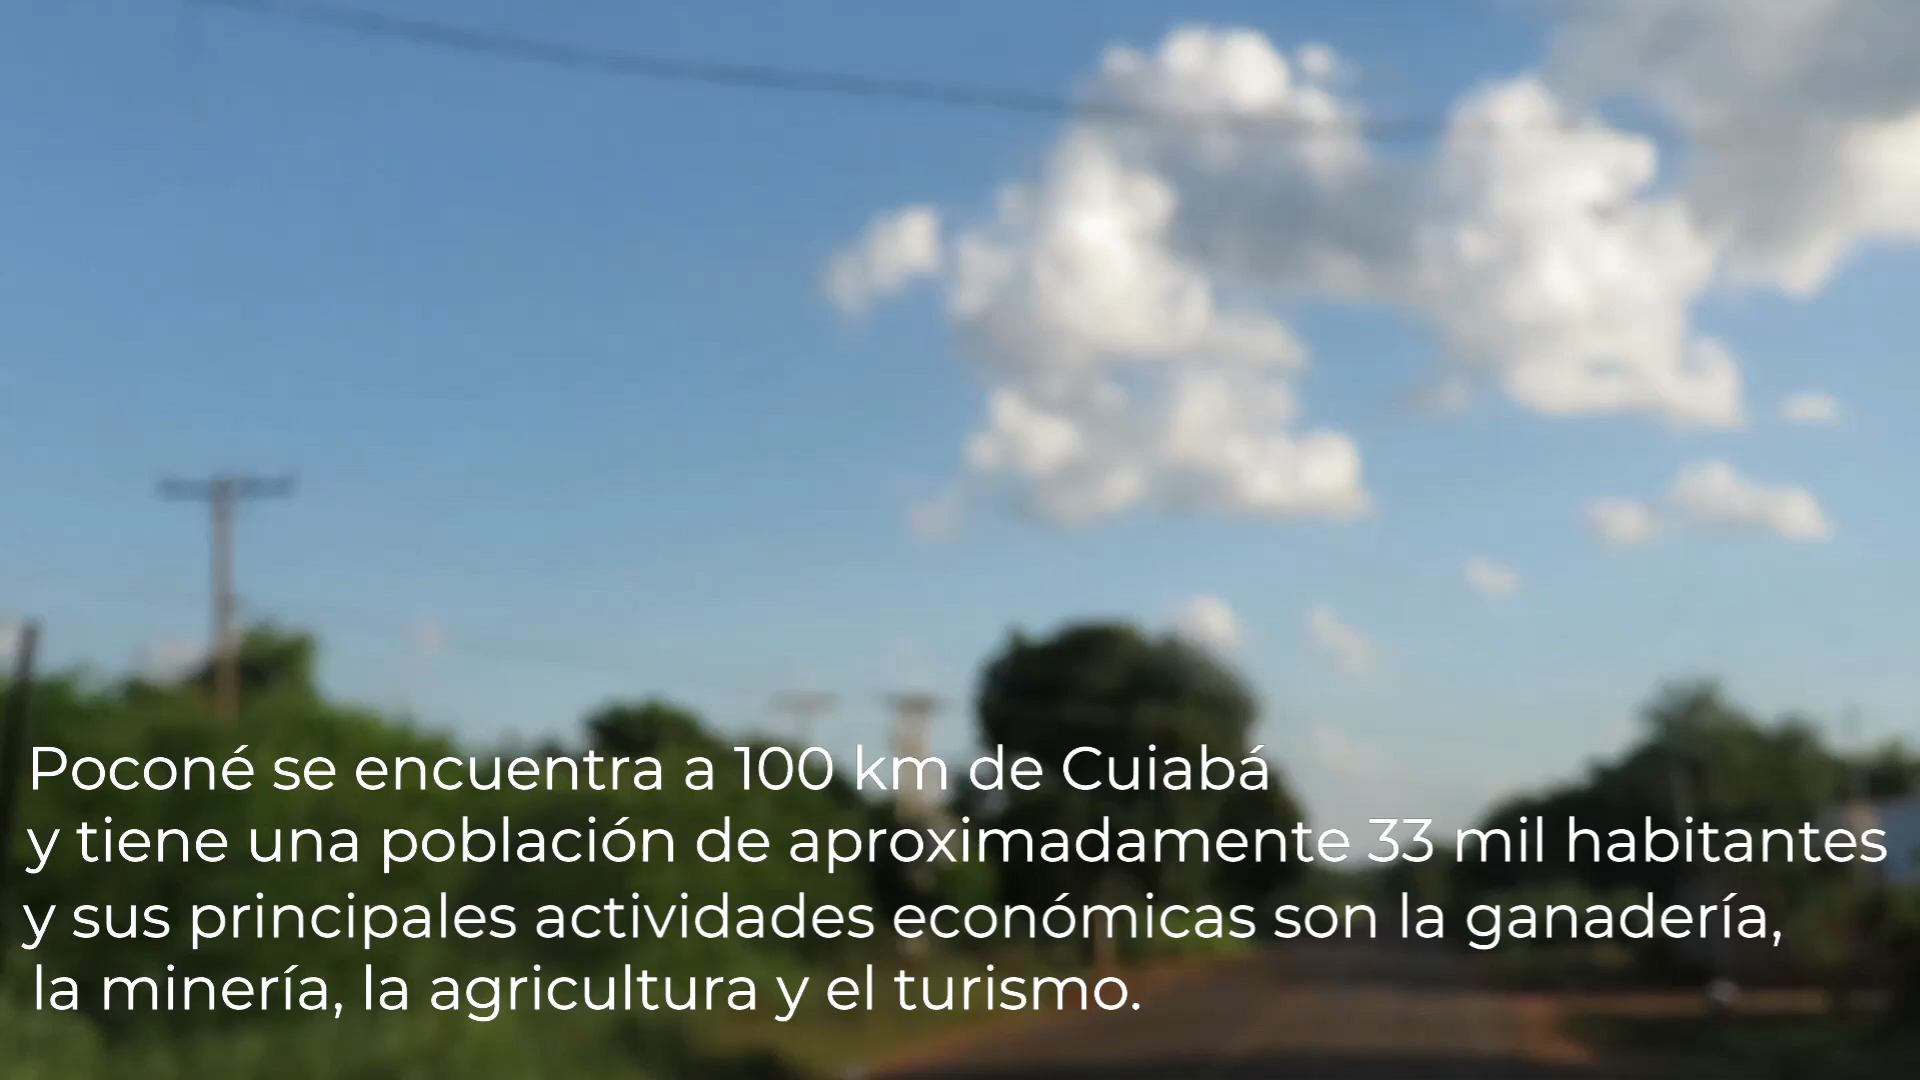 Poconé se encuentra a 100 km de Cuiabá
y tiene una población de aproximadamente 33 mil habitantes
y sus principales actividades económicas son la ganadería,
la minería, la agricultura y el turismo.